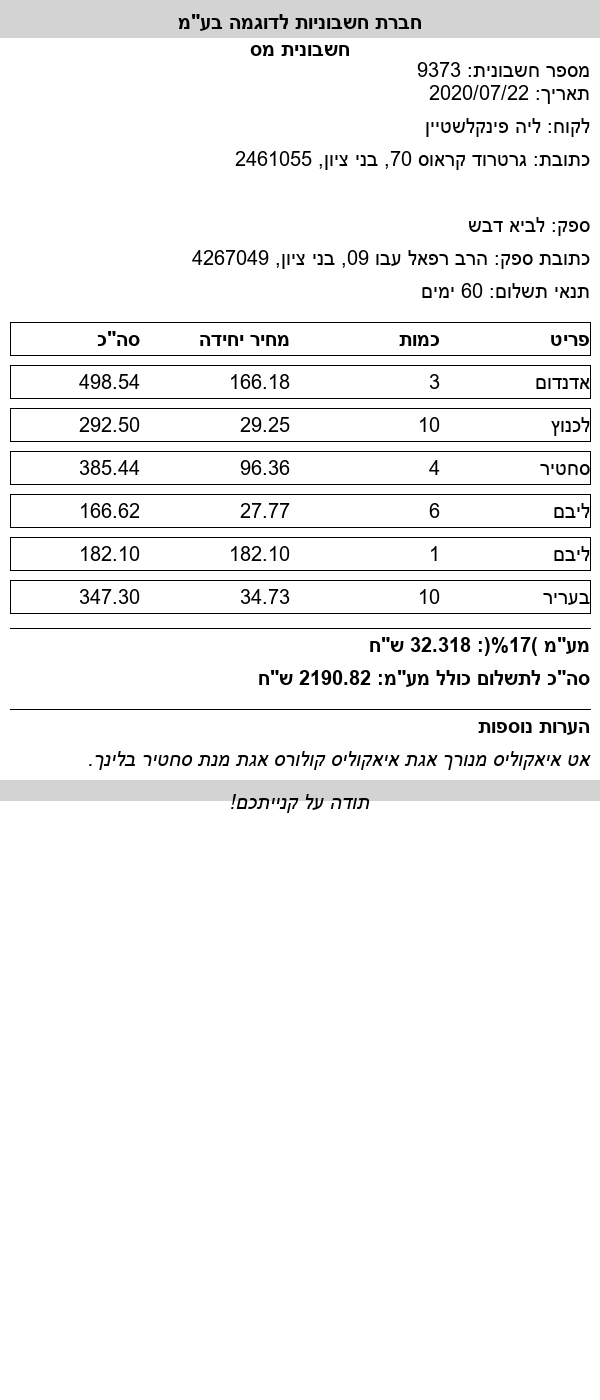 חברת חשבוניות לדוגמה בע"מ
חשבונית מס
מספר חשבונית: 9373
תאריך: 2020/07/22
לקוח: ליה פינקלשטיין
כתובת: גרטרוד קראוס 70, בני ציון, 2461055
ספק: לביא דבש
כתובת ספק: הרב רפאל עבו 09, בני ציון, 4267049
תנאי תשלום: 60 ימים
פריט כמות מחיר יחידה סה"כ
אדנדום 3 166.18 498.54
לכנוץ 10 29.25 292.50
סחטיר 4 96.36 385.44
ליבם 6 27.77 166.62
ליבם 1 182.10 182.10
בעריר 10 34.73 347.30
מע"מ )17%(: 32.318 ש"ח
סה"כ לתשלום כולל מע"מ: 2190.82 ש"ח
הערות נוספות
אט איאקוליס מנורך אגת איאקוליס קולורס אגת מנת סחטיר בלינך.
תודה על קנייתכם!